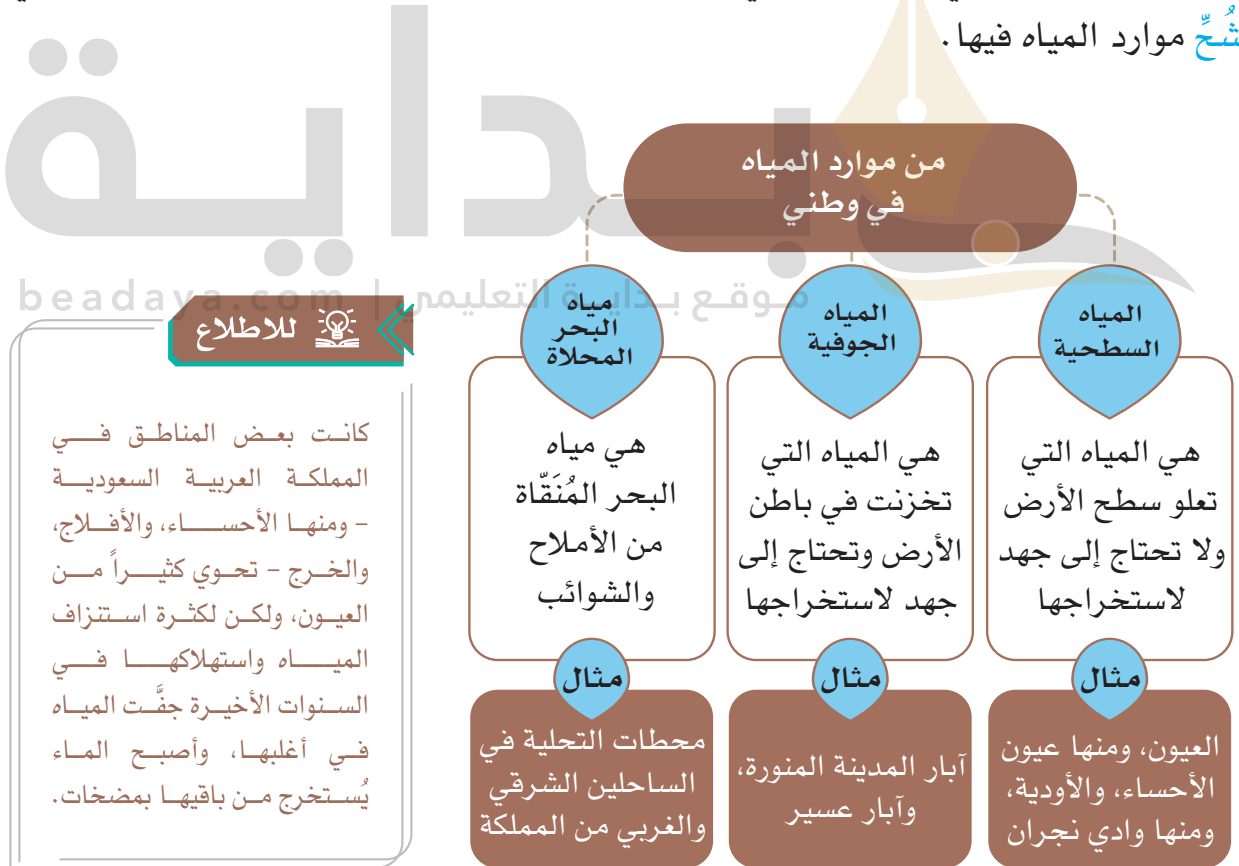 شُحِّ موارد المياه فيها.
بداية
موقع بداية التعليمي | beadaya.com
من موارد المياه
في وطني
المياه
السطحية
هي المياه التي
تعلو سطح الأرض
ولا تحتاج إلى جهد
لاستخراجها
مثال
العيون، ومنها عيون
الأحساء، والأودية،
ومنها وادي نجران
المياه
الجوفية
هي المياه التي
تخزنت في باطن
الأرض وتحتاج إلى
جهد لاستخراجها
مثال
آبار المدينة المنورة،
وآبار عسير
مياه
البحر
المحلاة
هي مياه
البحر المُنَقّاة
من الأملاح
والشوائب
مثال
محطات التحلية في
الساحلين الشرقي
والغربي من المملكة
للاطلاع
كانت بعض المناطق في
المملكة العربية السعودية
- ومنها الأحساء، والأفلاج،
والخرج - تحوي كثيراً من
العيون، ولكن لكثرة استنزاف
المياه واستهلاكها في
السنوات الأخيرة جفَّت المياه
في أغلبها، وأصبح الماء
يُستخرج من باقيها بمضخات.